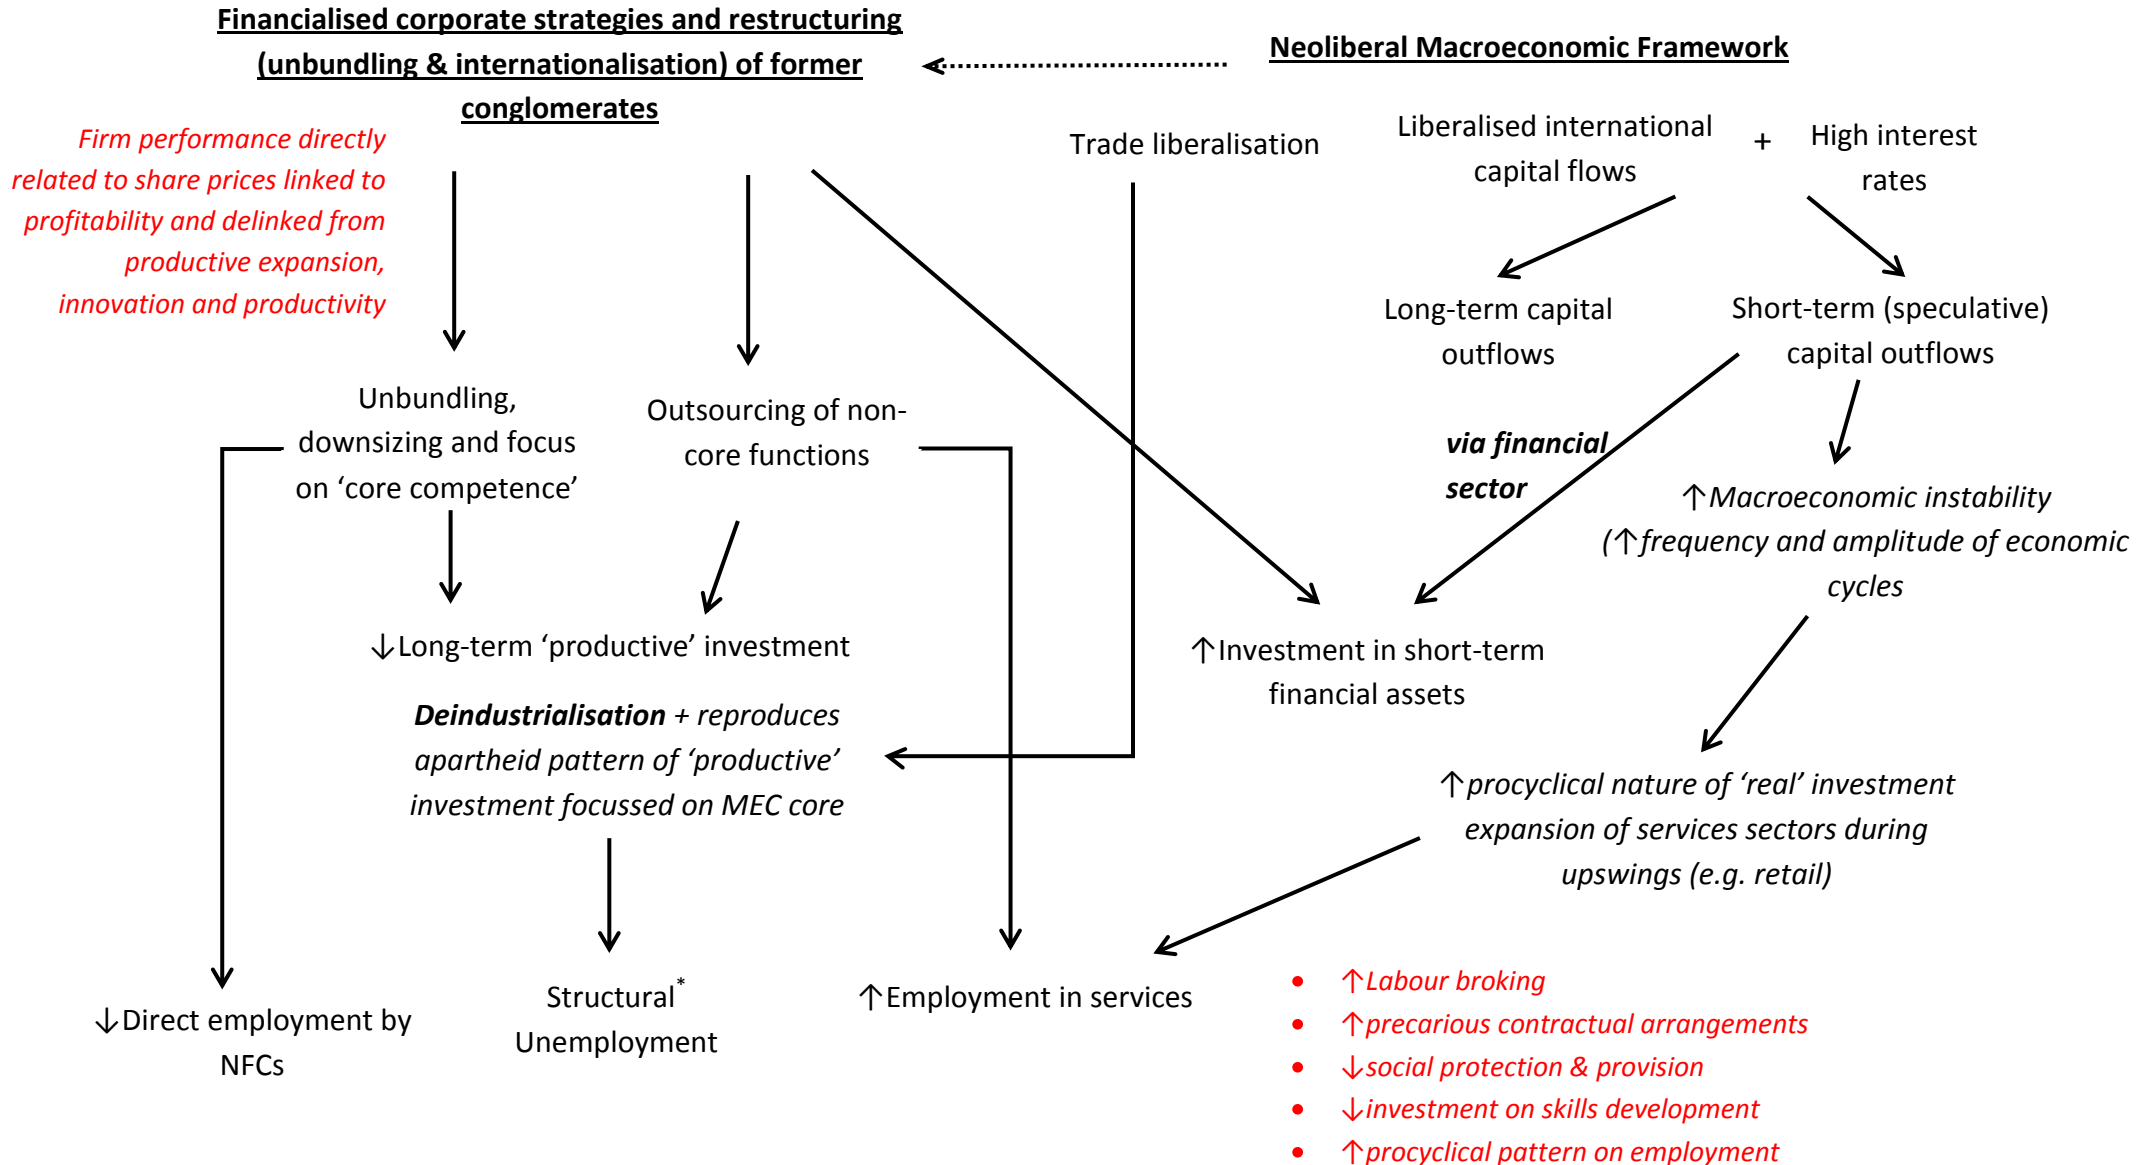 Financialised corporate strategies and restructuring
(unbundling & internationalisation) of former
conglomerates
Neoliberal Macroeconomic Framework
Firm performance directly
related to share prices linked to
profitability and delinked from
productive expansion,
innovation and productivity
Trade liberalisation
Liberalised international
capital flows
+
High interest
rates
Long-term capital
outflows
Short-term (speculative)
capital outflows
Unbundling,
downsizing and focus
on ‘core competence’
Outsourcing of non-
core functions
via financial
sector
↑Macroeconomic instability
(↑frequency and amplitude of economic
cycles
↓Long-term ‘productive’ investment
↑Investment in short-term
financial assets
Deindustrialisation + reproduces
apartheid pattern of ‘productive’
investment focussed on MEC core
↑procyclical nature of ‘real’ investment
expansion of services sectors during
upswings (e.g. retail)
↓Direct employment by
NFCs
Structural*
Unemployment
↑Employment in services
• ↑Labour broking
• ↑precarious contractual arrangements
• ↓social protection & provision
• ↓investment on skills development
• ↑procyclical pattern on employment